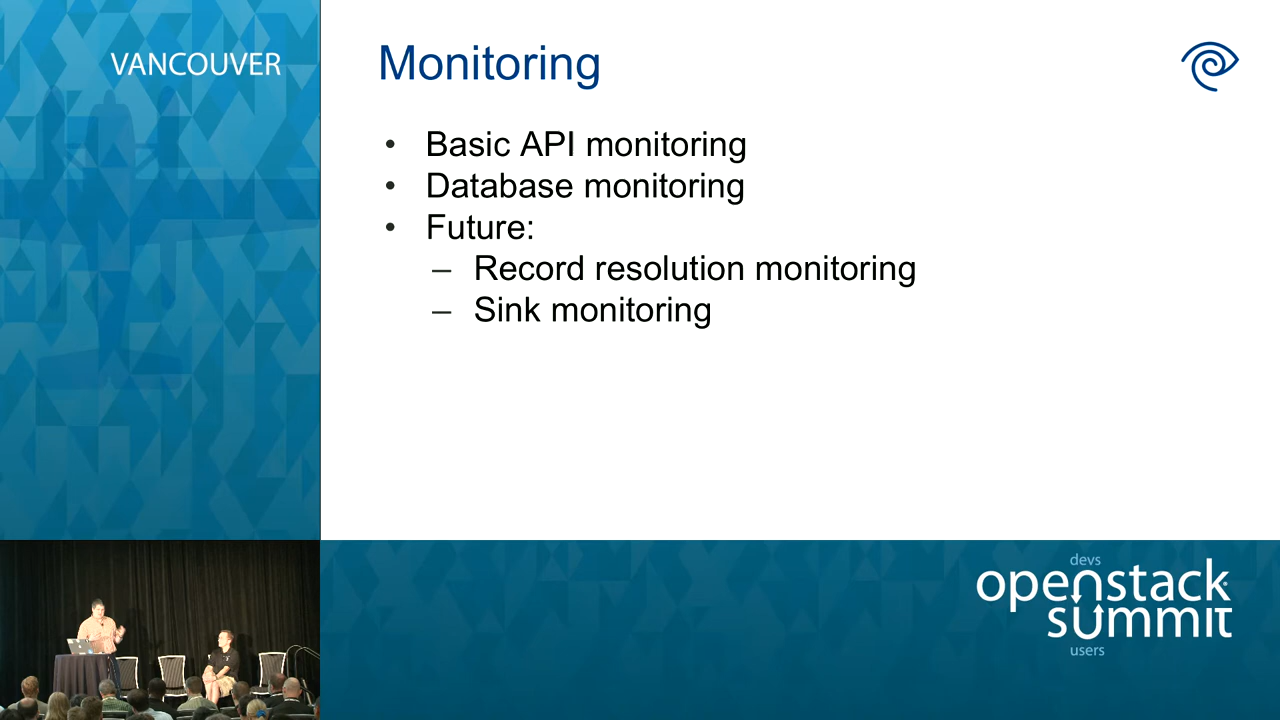 VANCOUVER
Monitoring
• Basic API monitoring
• Database monitoring
• Future:
– Record resolution monitoring
– Sink monitoring
devs
openstack
summit
users